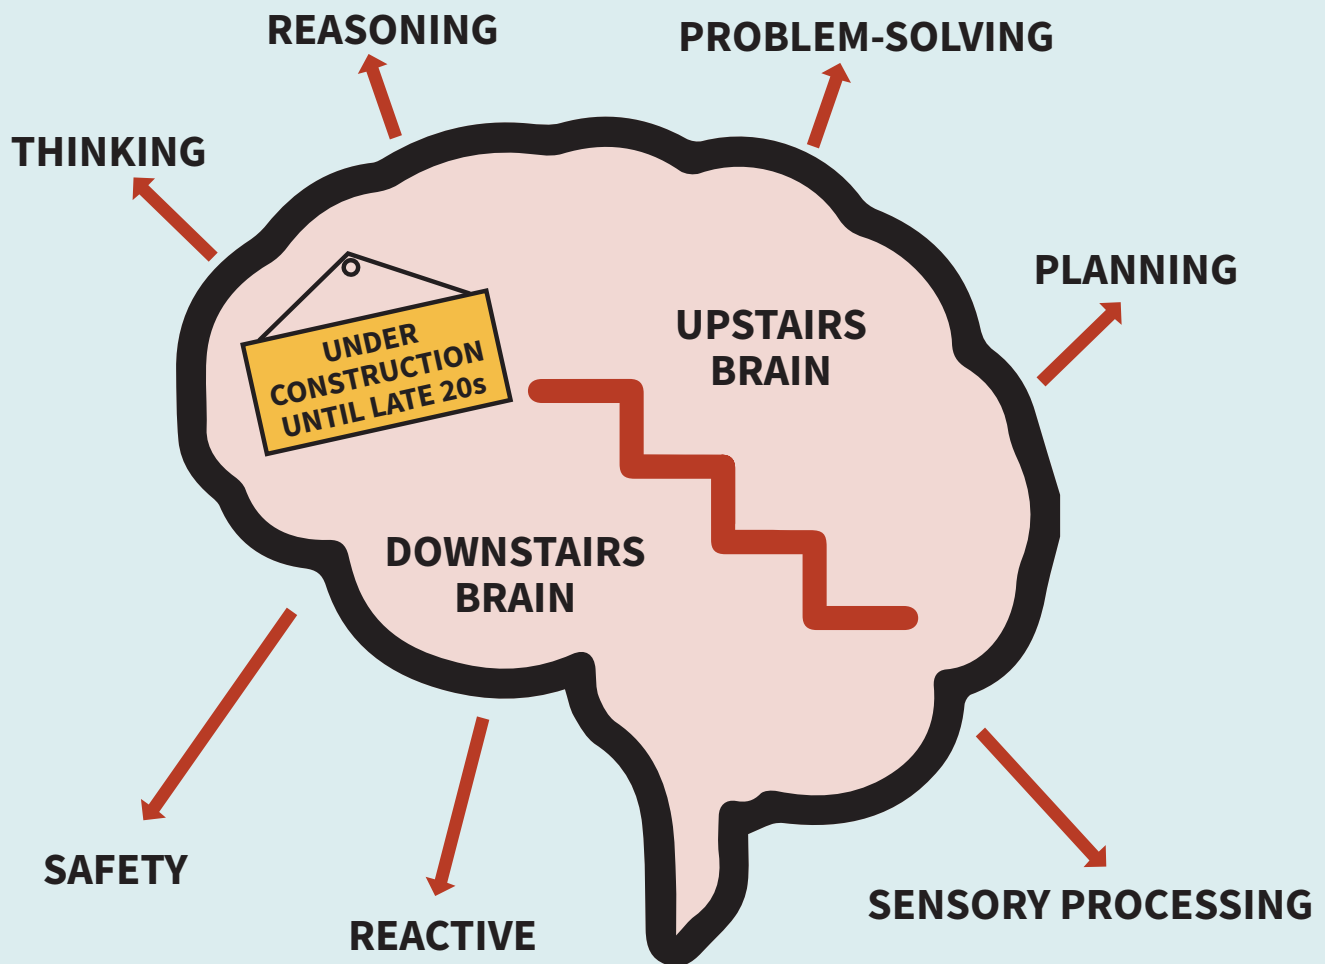 REASONING
PROBLEM-SOLVING
THINKING
PLANNING
UPSTAIRS
BRAIN
UNDER
CONSTRUCTION
UNTIL LATE 20s
DOWNSTAIRS
BRAIN
SAFETY
REACTIVE
SENSORY PROCESSING